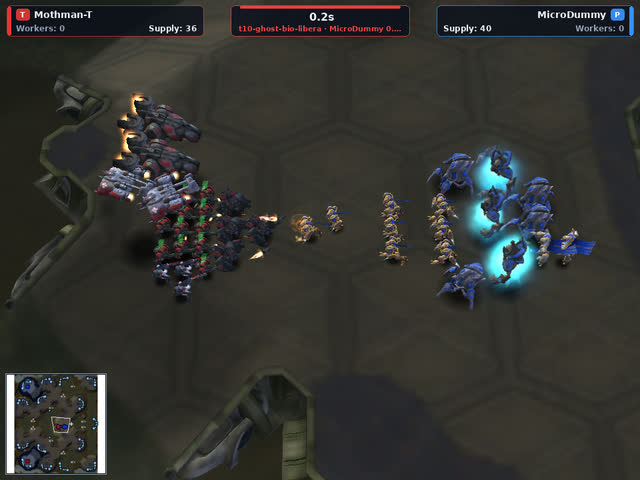 T Mothman-T
Workers: 0 Supply: 36
0.2s
t10-ghost-bio-libera · MicroDummy 0....
MicroDummy P
Supply: 40 Workers: 0